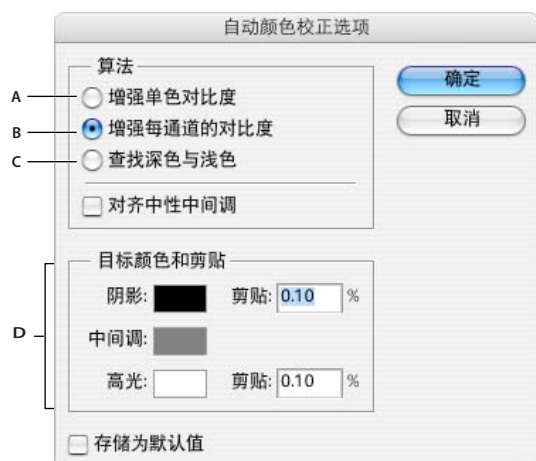 自动颜色校正选项
算法
A 增强单色对比度
B 增强每通道的对比度
C 查找深色与浅色
对齐中性中间调
确定
取消
D
目标颜色和剪贴
阴影: 剪贴: 0.10 %
中间调:
高光: 剪贴: 0.10 %
存储为默认值